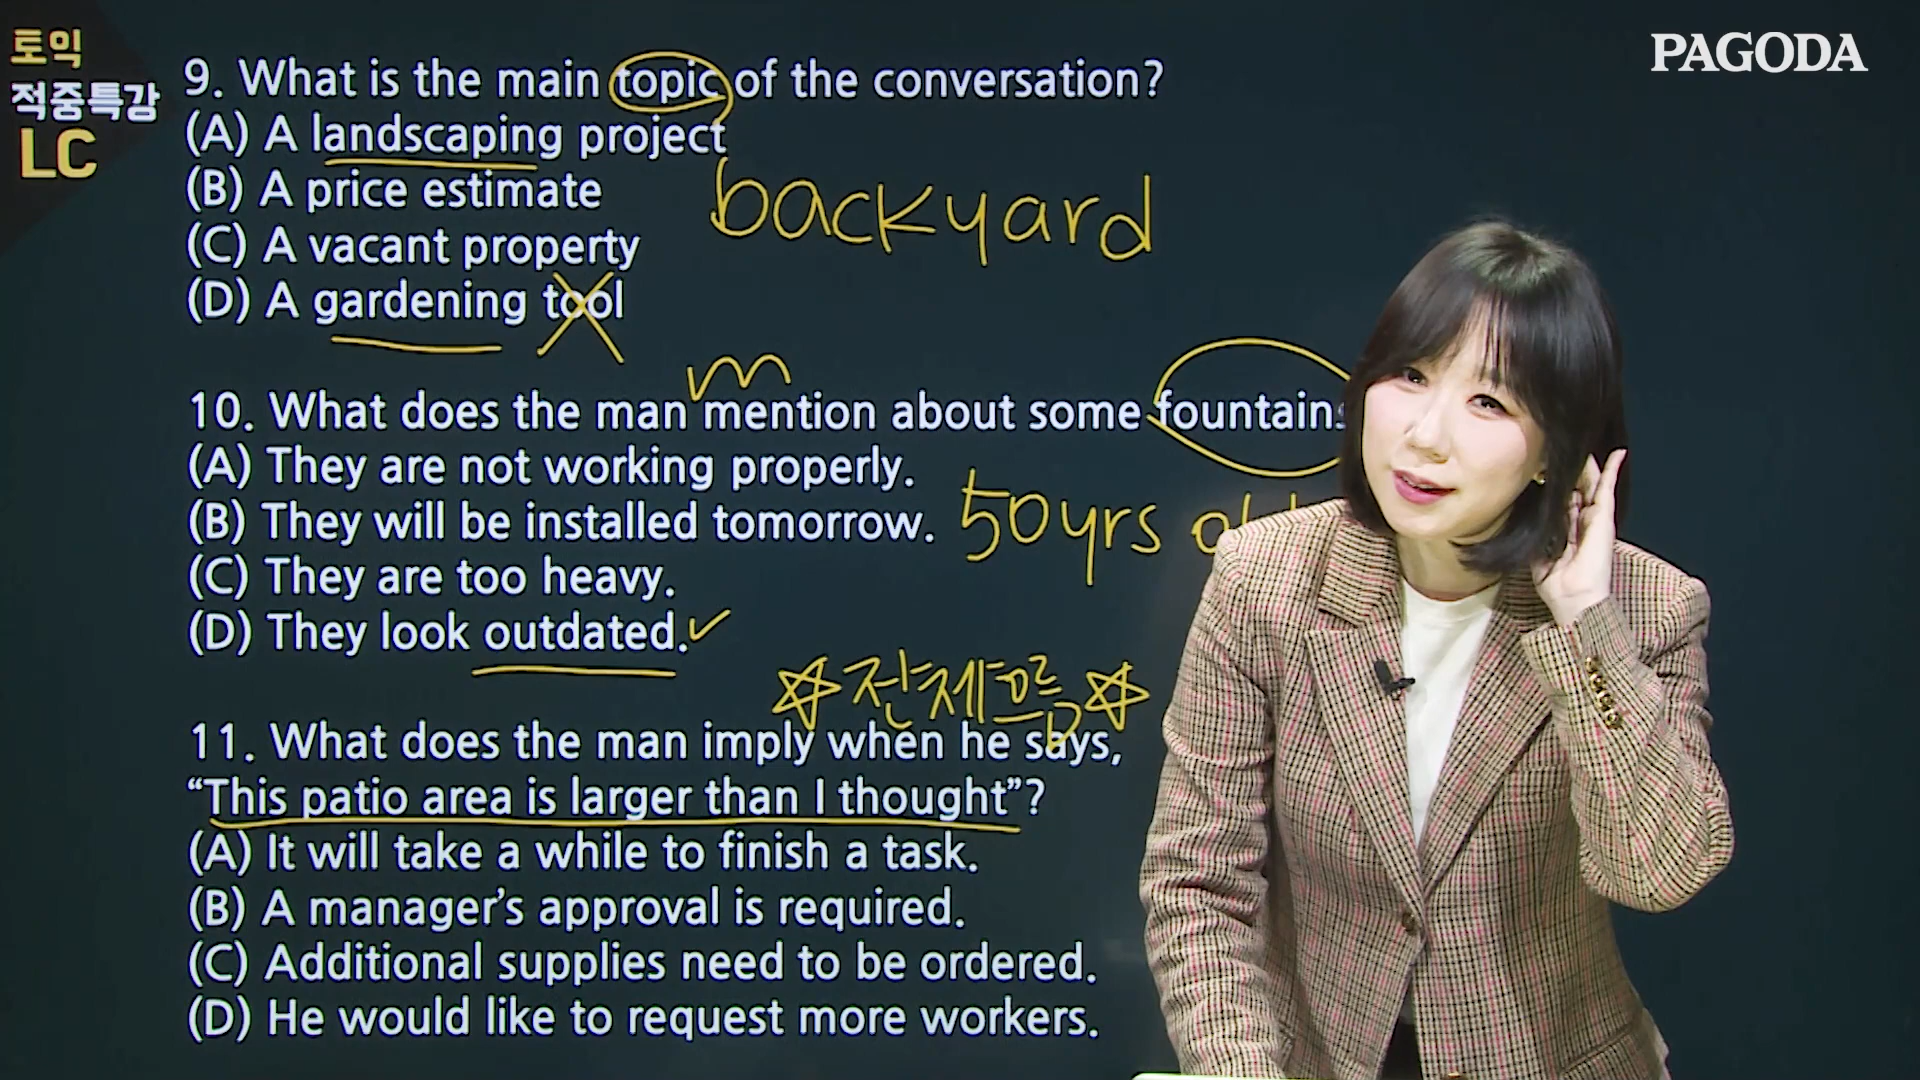 토익
적중특강
LC
PAGODA
9. What is the main topic of the conversation?
(A) A landscaping project
(B) A price estimate
(C) A vacant property
(D) A gardening tool
backyard
10. What does the man mention about some fountains
(A) They are not working properly.
(B) They will be installed tomorrow.
(C) They are too heavy.
(D) They look outdated.
50yrs
전체흐름
11. What does the man imply when he says,
“This patio area is larger than I thought”?
(A) It will take a while to finish a task.
(B) A manager’s approval is required.
(C) Additional supplies need to be ordered.
(D) He would like to request more workers.